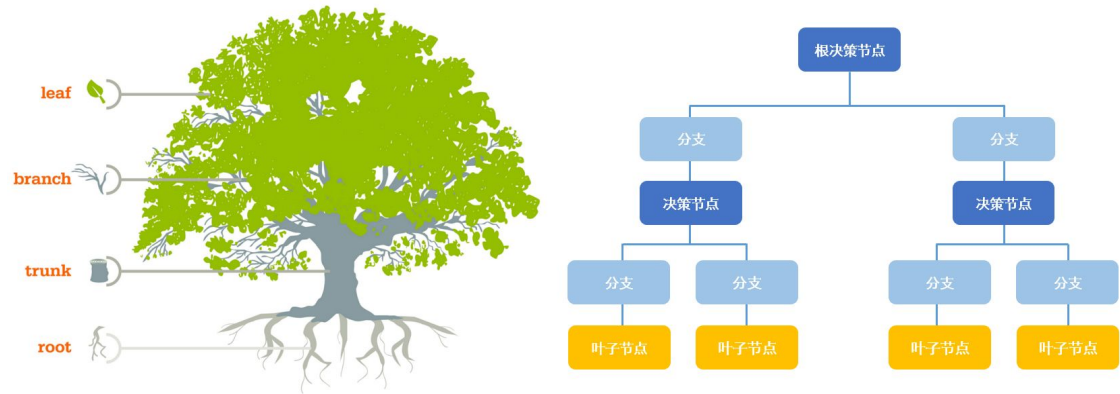 leaf
branch
trunk
root
根决策节点
分支
分支
决策节点
决策节点
分支
分支
分支
分支
叶子节点
叶子节点
叶子节点
叶子节点